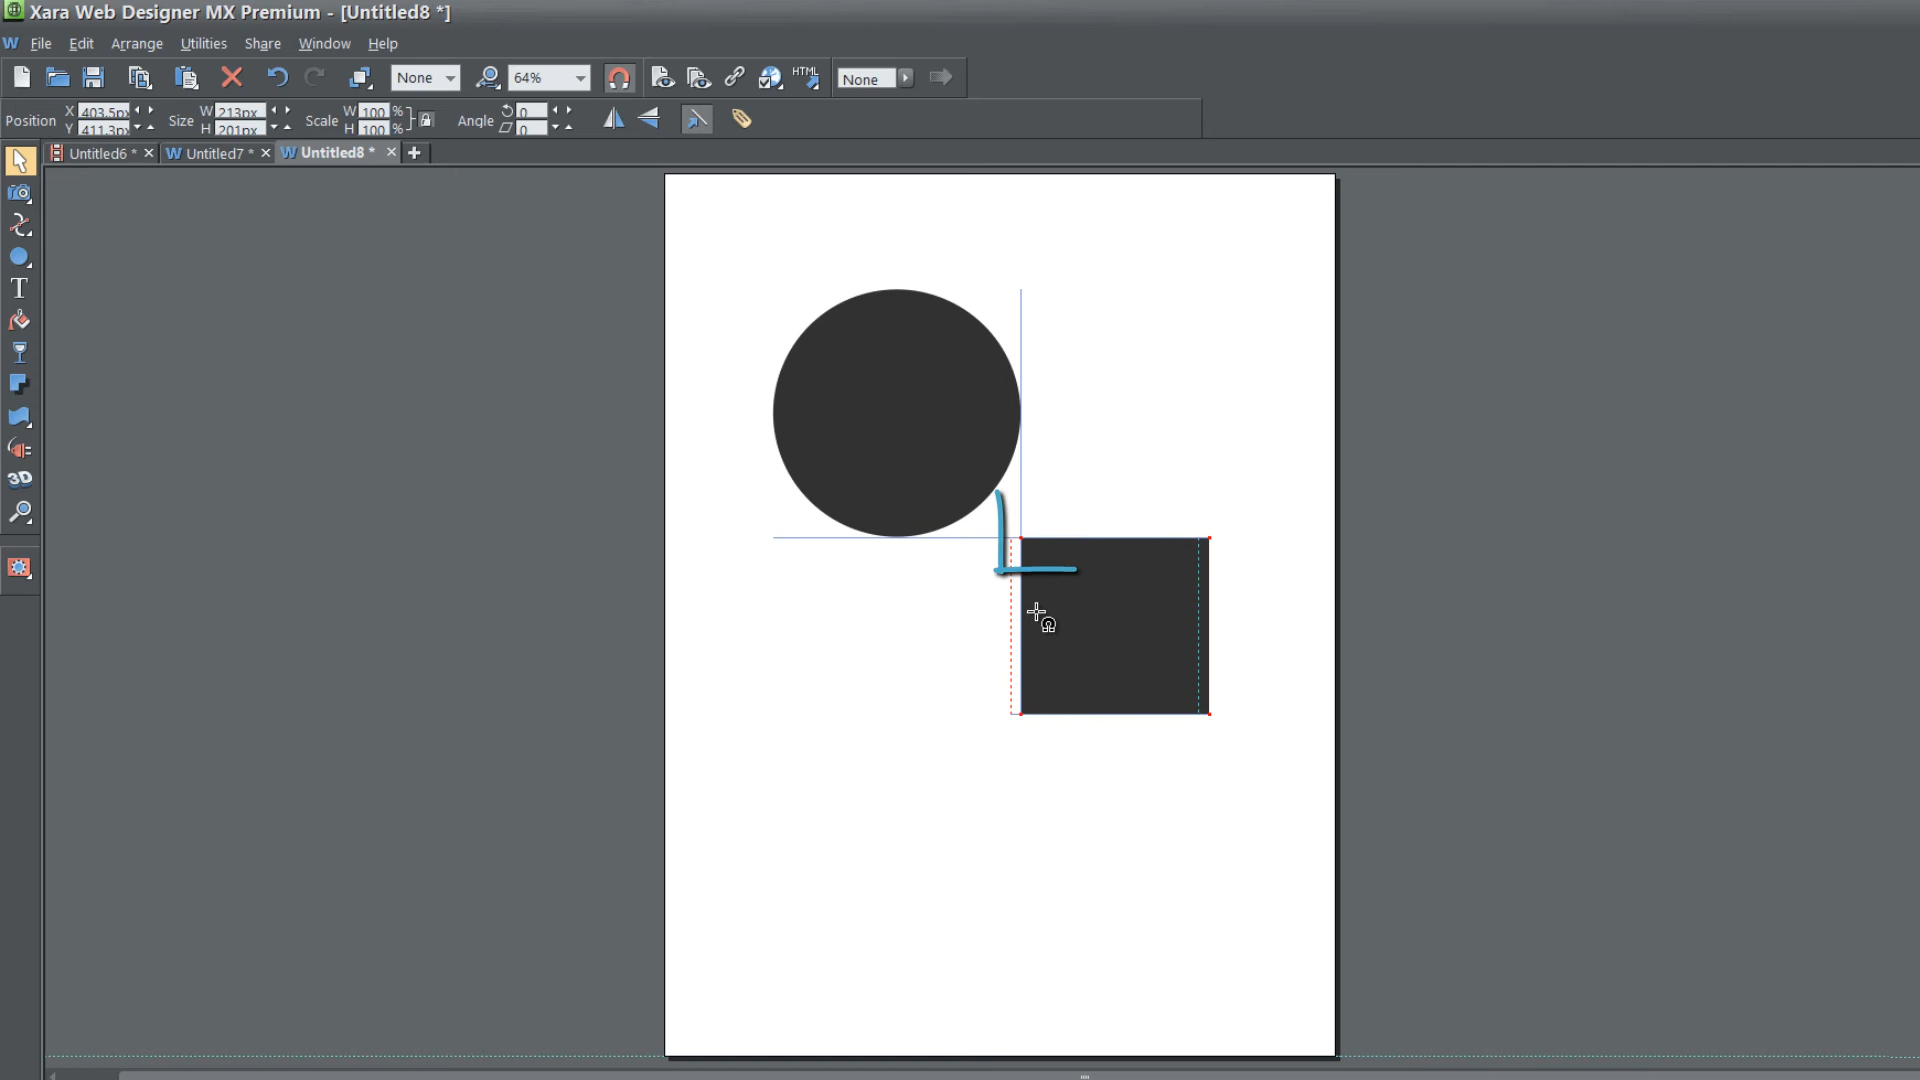 Xara Web Designer MX Premium - [Untitled8 *]
W File Edit Arrange Utilities Share Window Help
None 64% HTML None
Position X 403.5px Size W 213px Scale W 100 % Angle 0
Y 411.3px H 201px H 100 % 0
Untitled6 * W Untitled7 * W Untitled8 *
T
3D